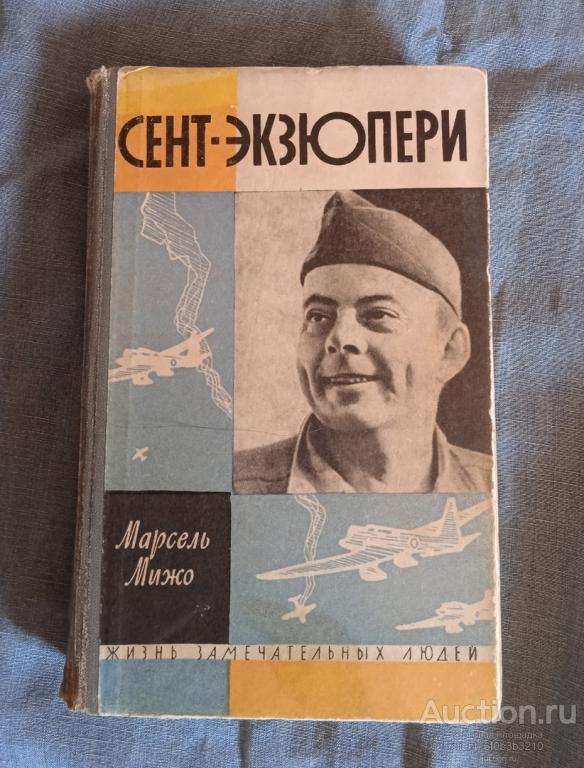 СЕНТ-ЭКЗЮПЕРИ
Марсель
Мижо
ЖИЗНЬ ЗАМЕЧАТЕЛЬНЫХ ЛЮДЕЙ
Auction.ru